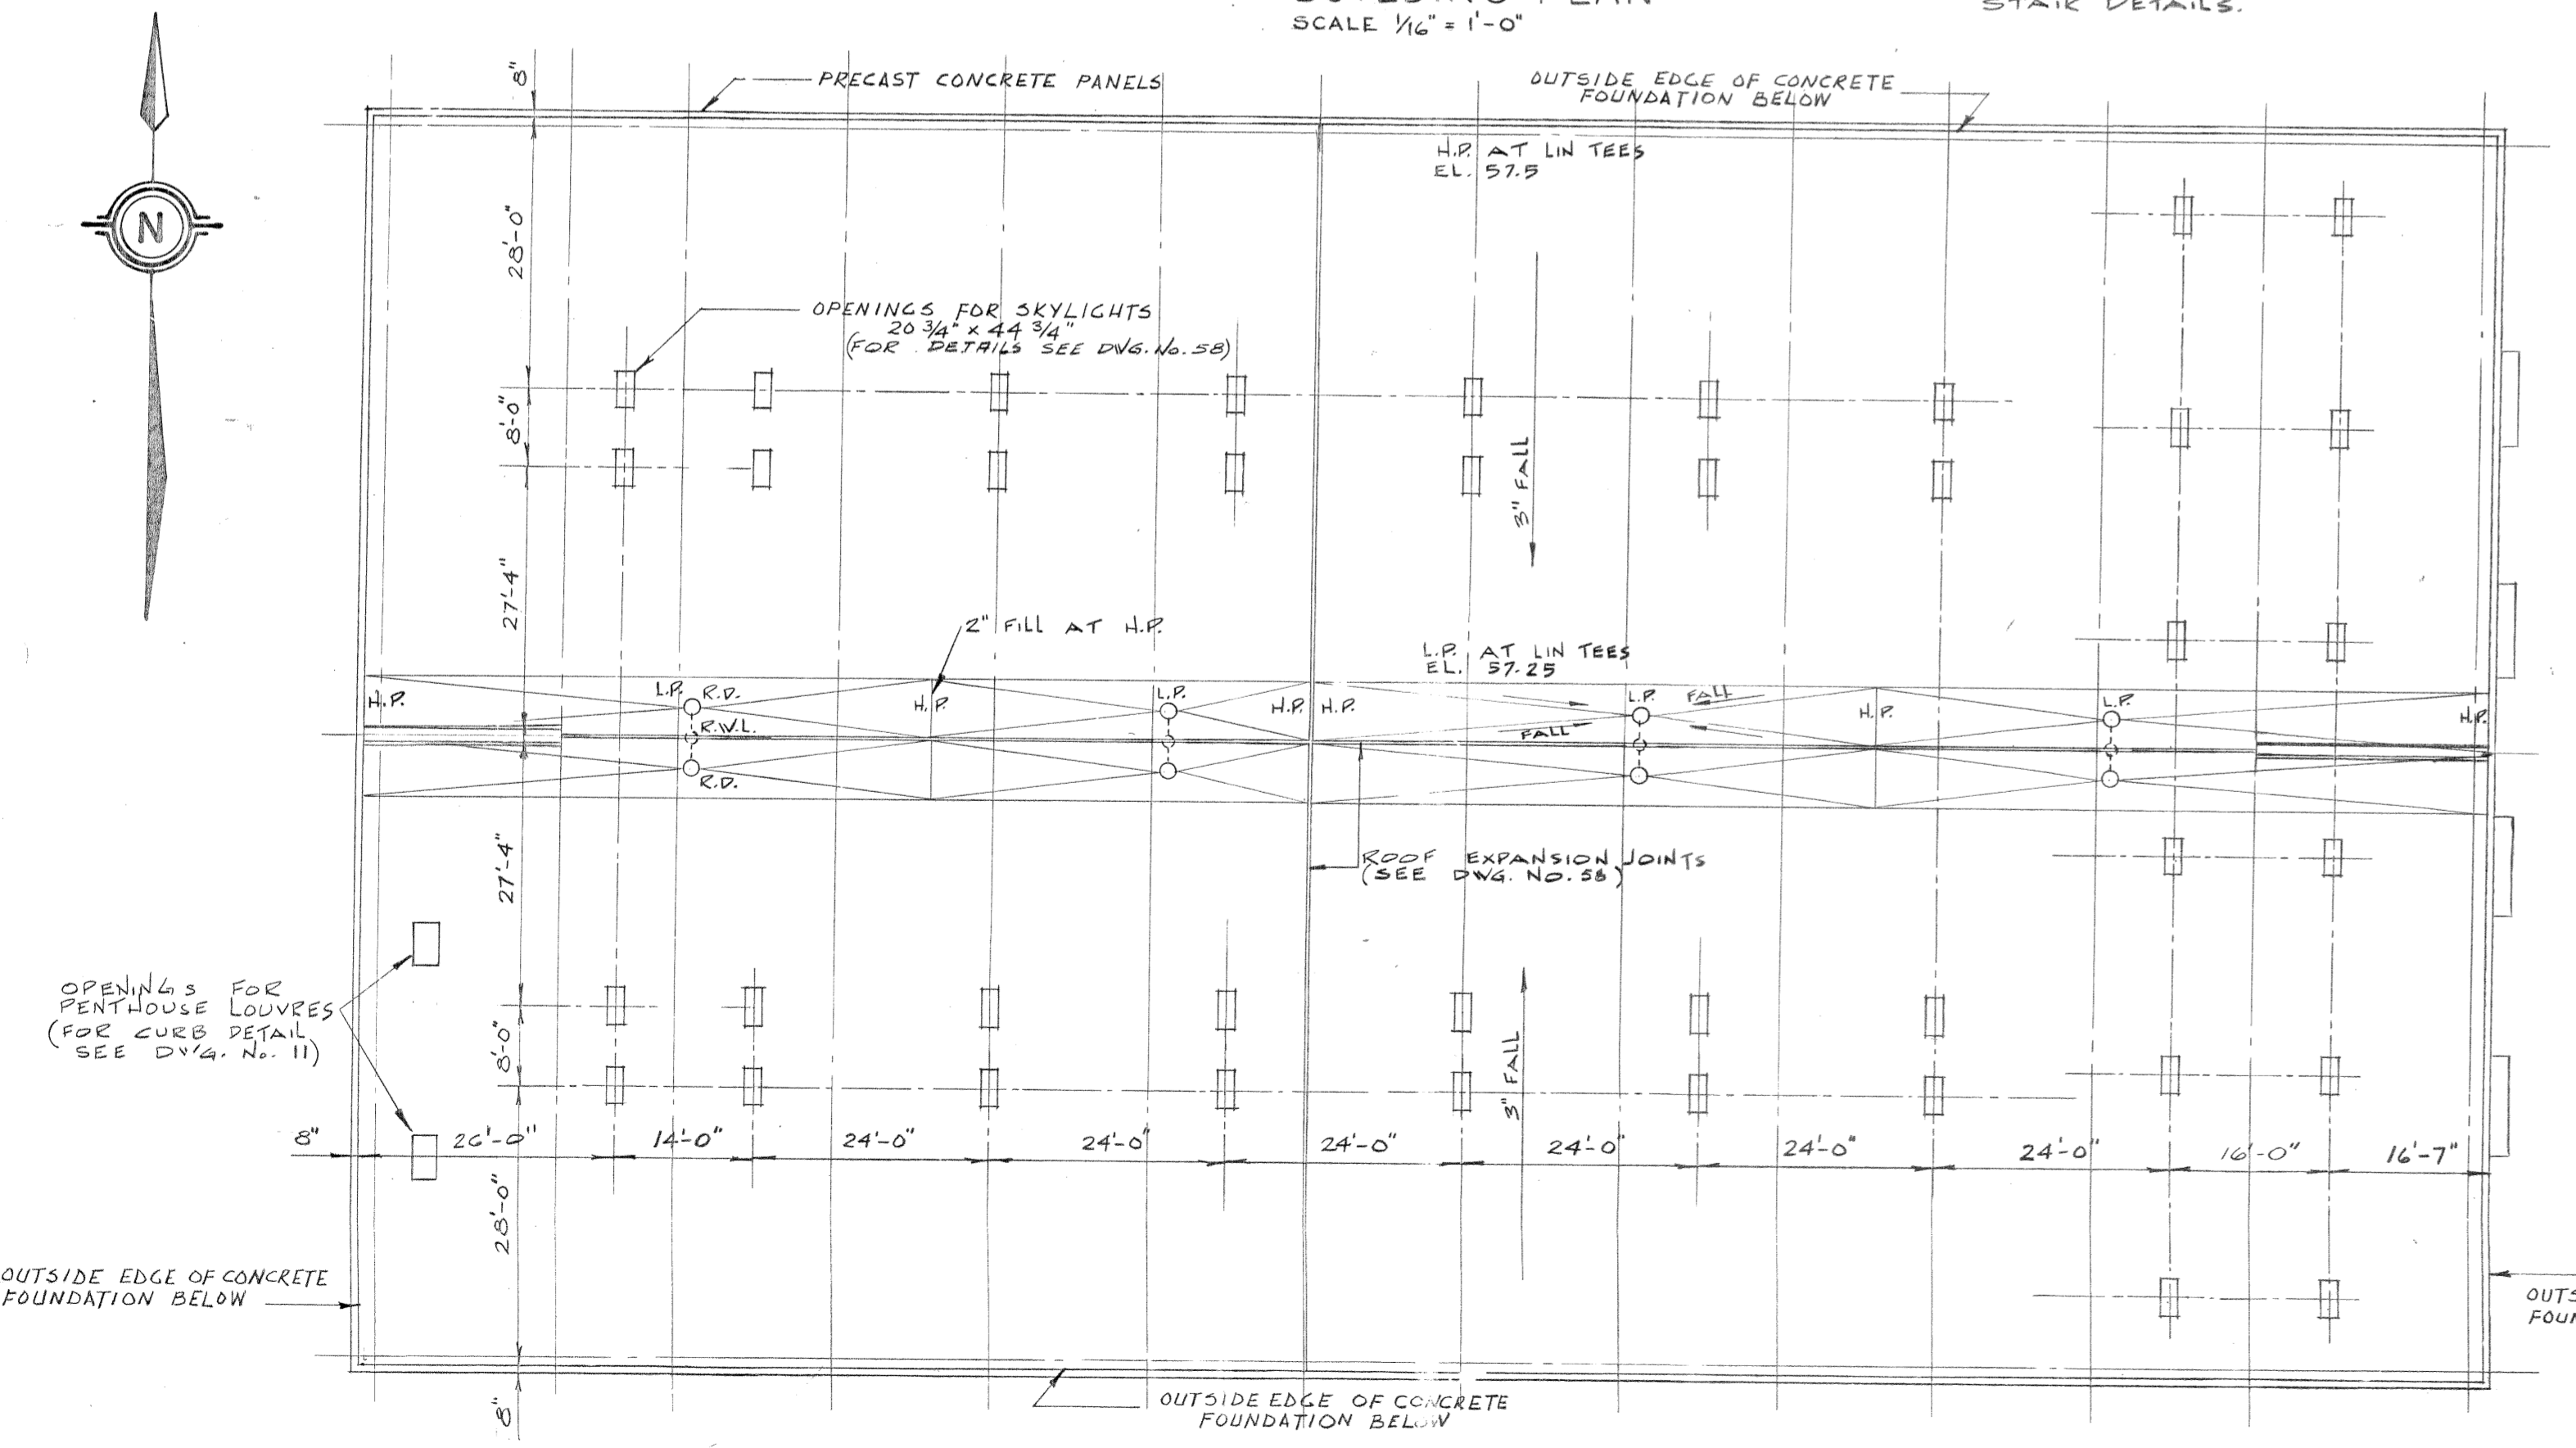 SCALE 1/16" = 1'-0"
STAIR DETAILS.
8"
PRECAST CONCRETE PANELS
OUTSIDE EDGE OF CONCRETE
FOUNDATION BELOW
N
H.P. AT LIN TEES
EL. 57.5
28'-0"
OPENINGS FOR SKYLIGHTS
20 3/4" x 44 3/4"
(FOR DETAILS SEE DWG. No. 58)
8'-0"
3" FALL
27'-4"
2" FILL AT H.P.
L.P. AT LIN TEES
EL. 57.25
H.P.
L.P.
R.D.
H.P.
L.P.
H.P.
H.P.
L.P.
FALL
H.P.
L.P.
H.P.
R.W.L.
FALL
R.D.
27'-4"
ROOF EXPANSION JOINTS
(SEE DWG. NO. 58)
OPENINGS FOR
PENTHOUSE LOUVRES
(FOR CURB DETAIL
SEE DWG. No. 11)
8'-0"
3" FALL
8"
26'-0"
14'-0"
24'-0"
24'-0"
24'-0"
24'-0"
24'-0"
24'-0"
16'-0"
16'-7"
28'-0"
OUTSIDE EDGE OF CONCRETE
FOUNDATION BELOW
OUTS
FOUN
OUTSIDE EDGE OF CONCRETE
FOUNDATION BELOW
8"